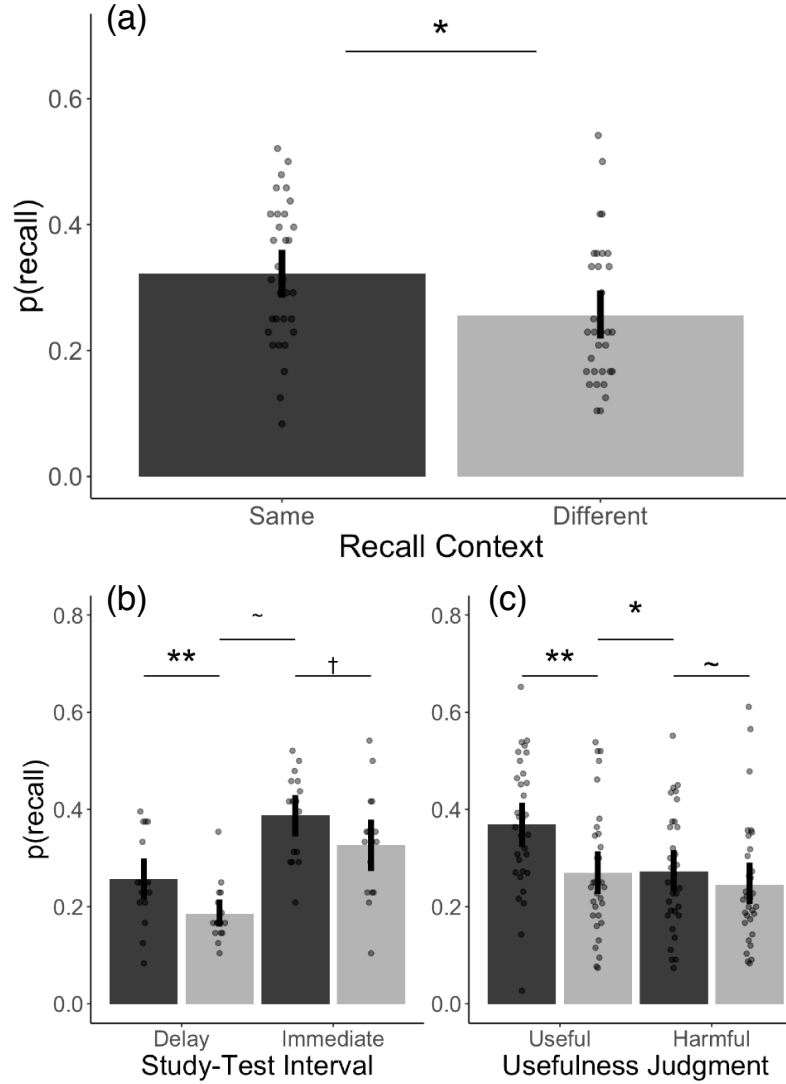 (a)
*
0.6
0.4
0.2
0.0
p(recall)
Same Different
Recall Context
(b)
0.8
0.6
0.4
0.2
0.0
p(recall)
** ~ †
Delay Immediate
Study-Test Interval
(c)
0.8
0.6
0.4
0.2
0.0
** * ~
Useful Harmful
Usefulness Judgment